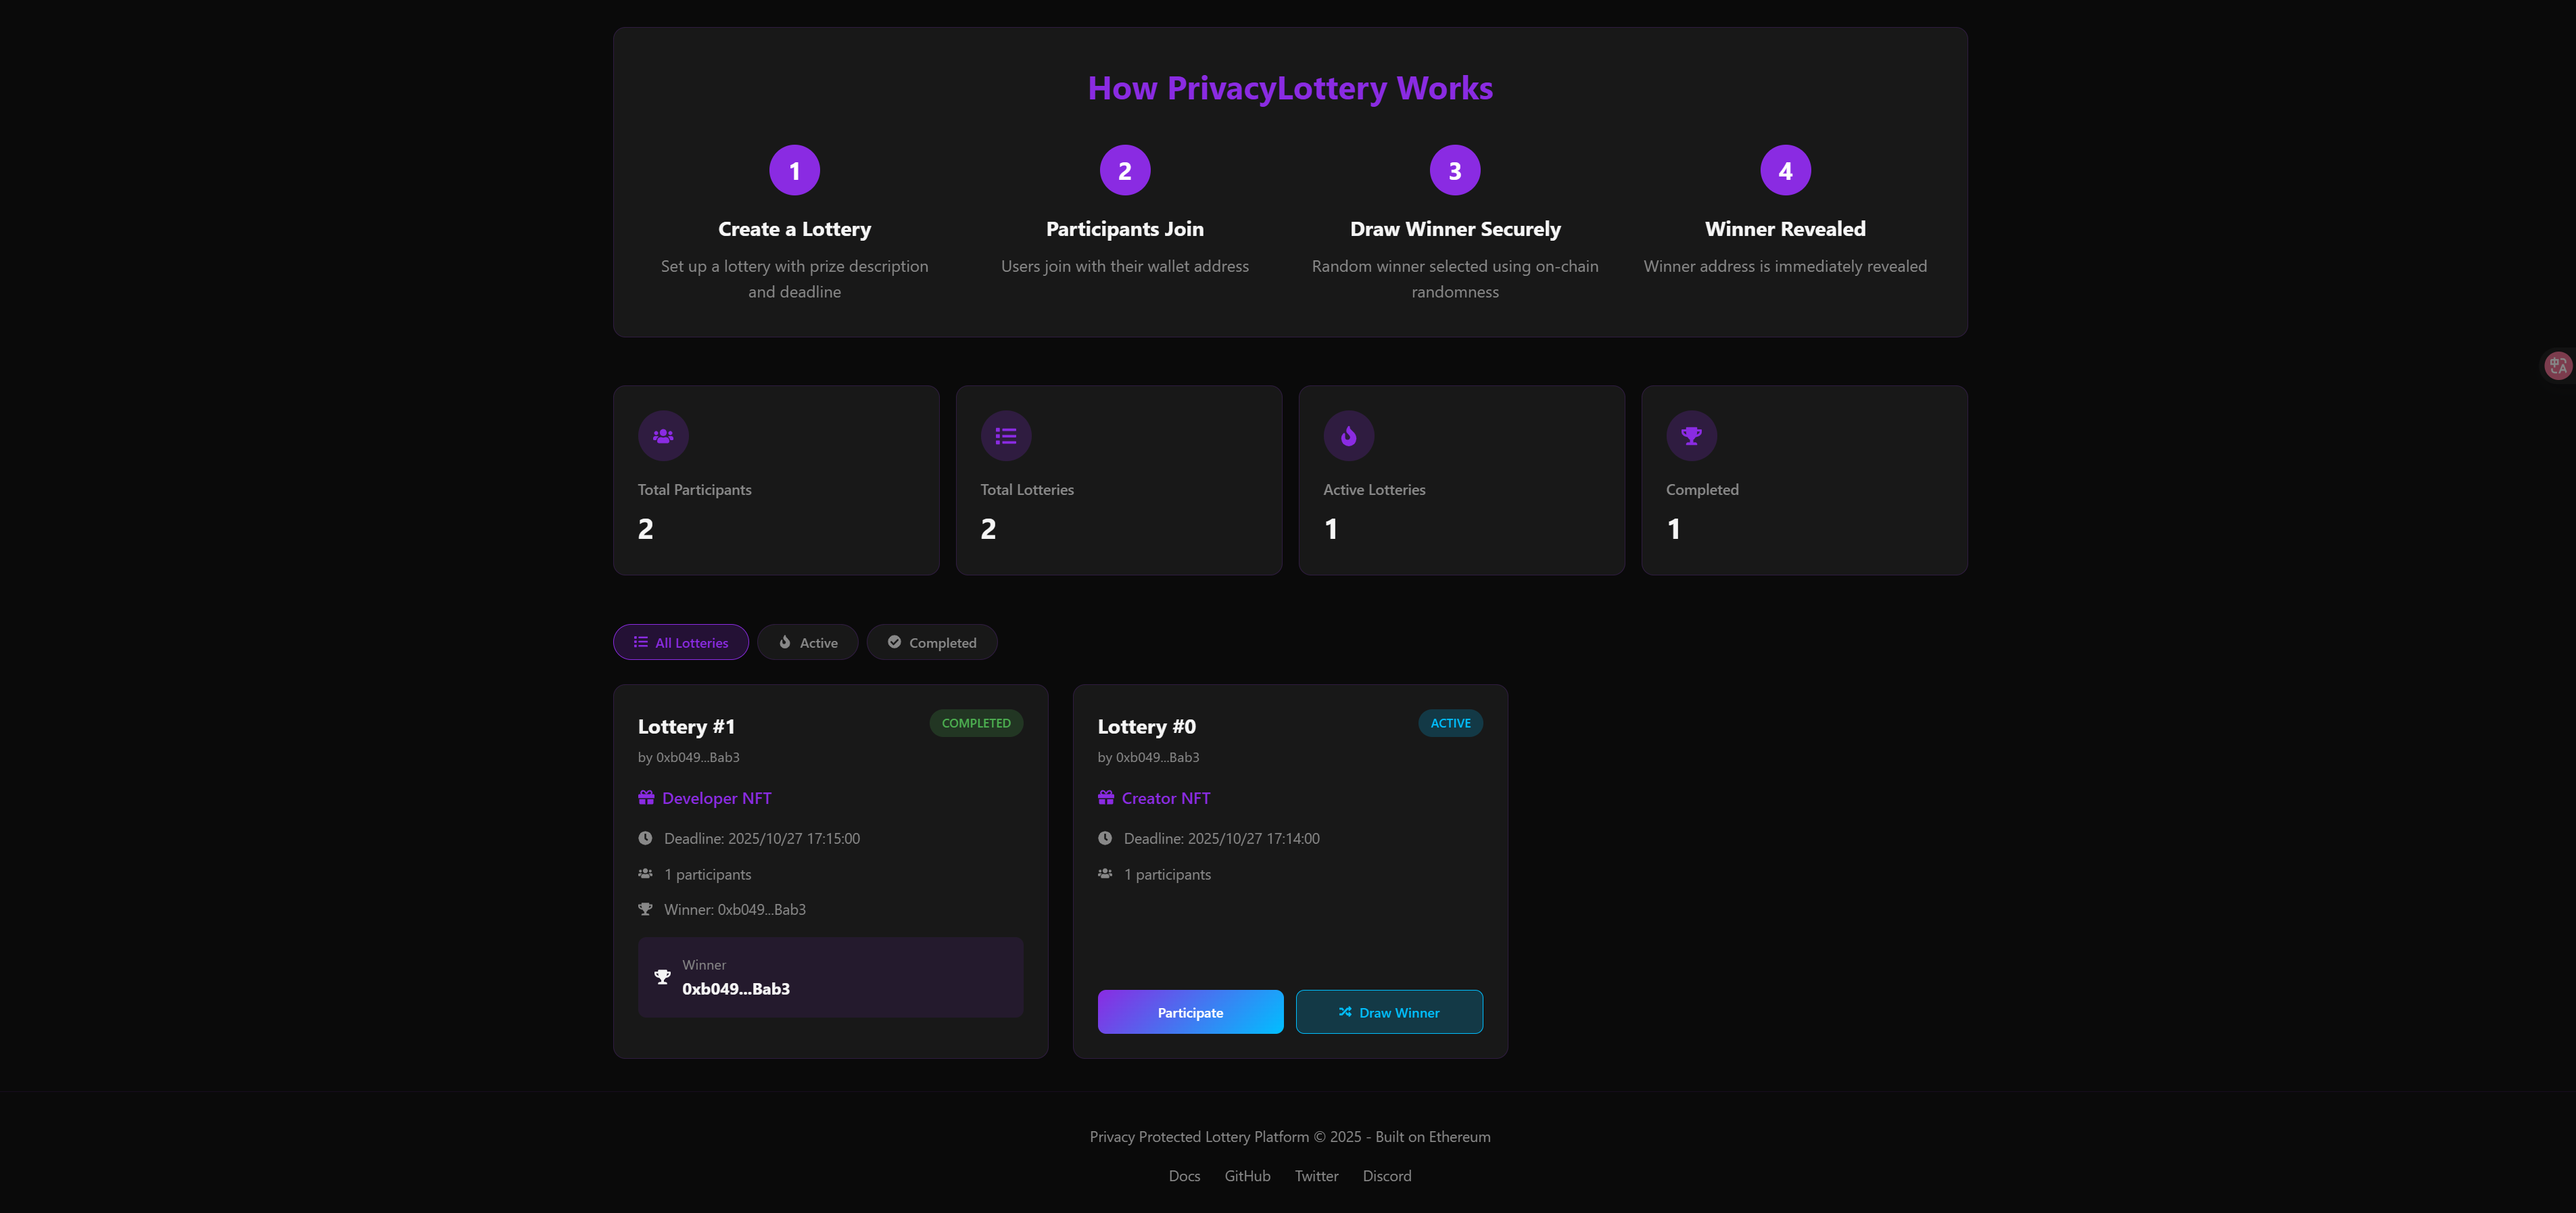 How PrivacyLottery Works
1
Create a Lottery
Set up a lottery with prize description
and deadline
2
Participants Join
Users join with their wallet address
3
Draw Winner Securely
Random winner selected using on-chain
randomness
4
Winner Revealed
Winner address is immediately revealed
Total Participants
2
Total Lotteries
2
Active Lotteries
1
Completed
1
All Lotteries
Active
Completed
Lottery #1
COMPLETED
by 0xb049...Bab3
Developer NFT
Deadline: 2025/10/27 17:15:00
1 participants
Winner: 0xb049...Bab3
Winner
0xb049...Bab3
Lottery #0
ACTIVE
by 0xb049...Bab3
Creator NFT
Deadline: 2025/10/27 17:14:00
1 participants
Participate
Draw Winner
Privacy Protected Lottery Platform © 2025 - Built on Ethereum
Docs GitHub Twitter Discord